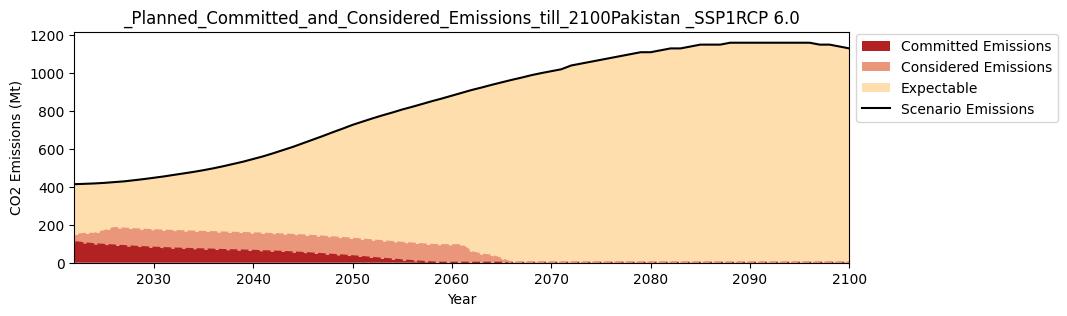 _Planned_Committed_and_Considered_Emissions_till_2100Pakistan _SSP1RCP 6.0
1200
1000
800
600
400
200
0
CO2 Emissions (Mt)
2030 2040 2050 2060 2070 2080 2090 2100
Year
Committed Emissions
Considered Emissions
Expectable
Scenario Emissions